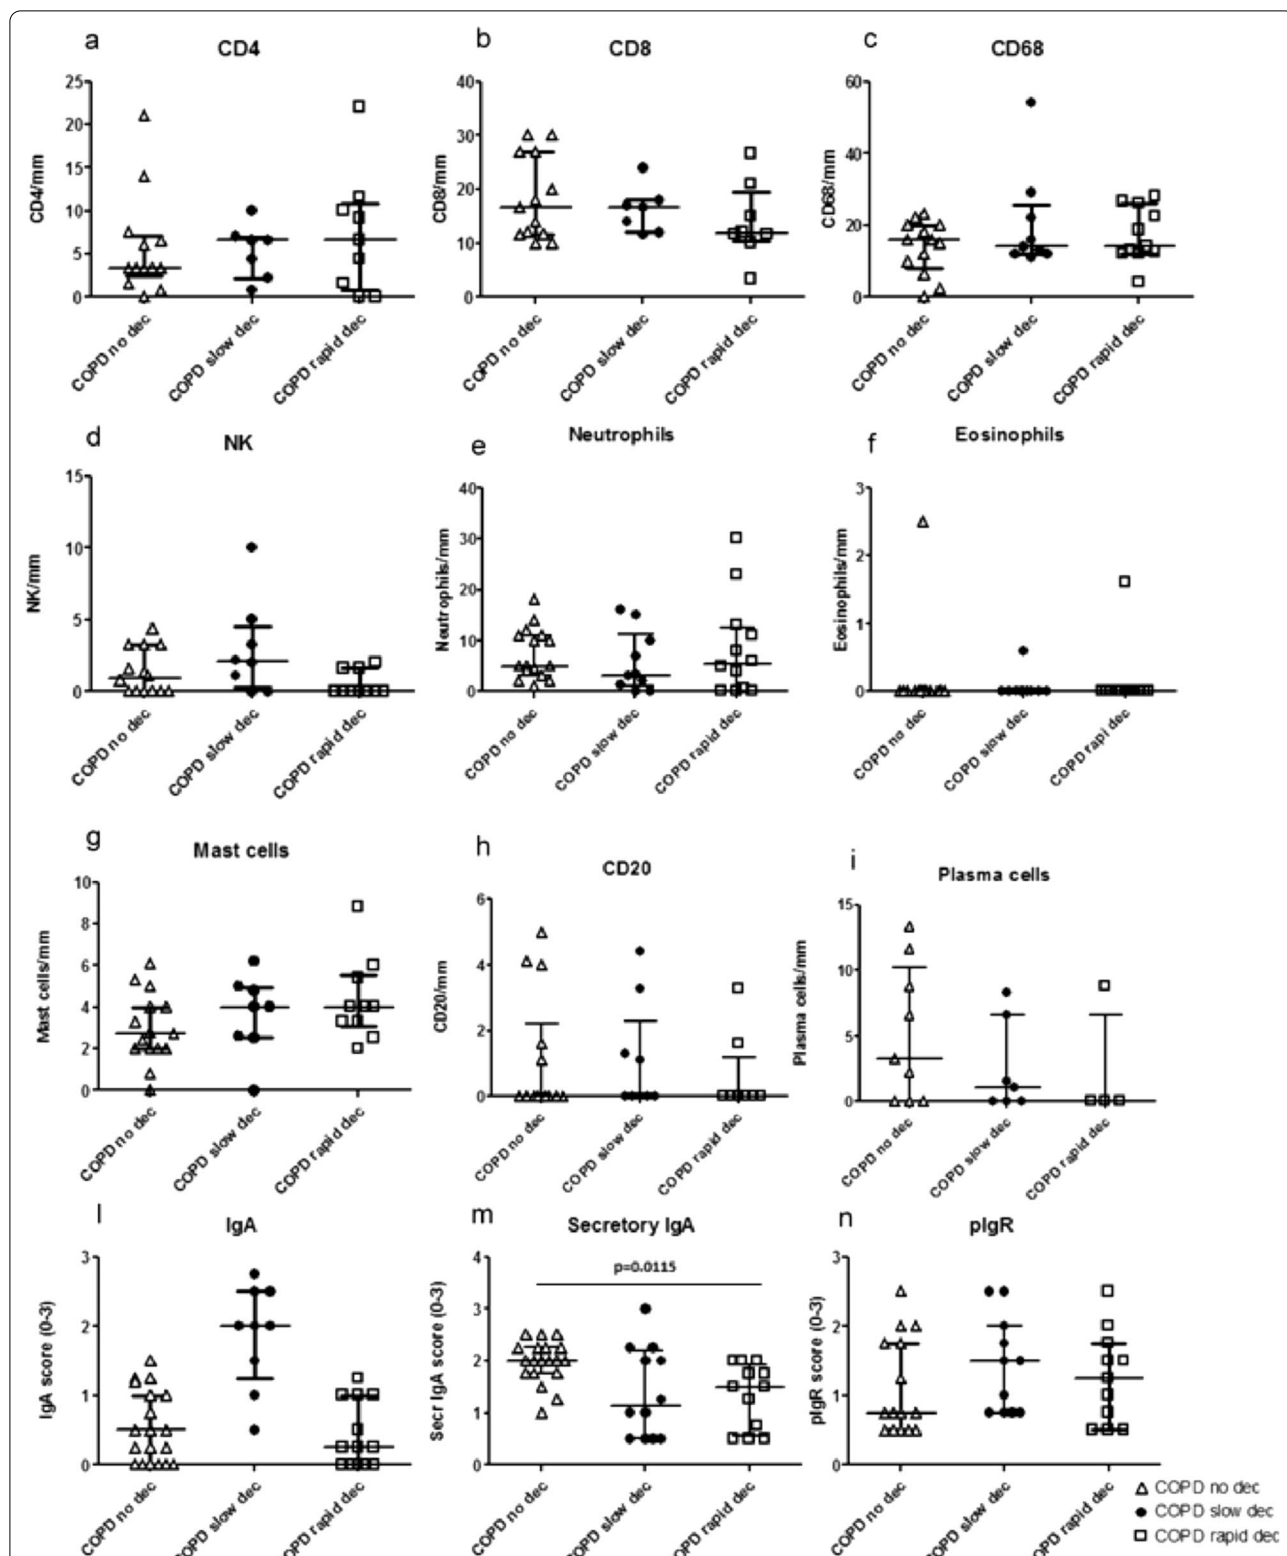 a
CD4
CD4/mm
25
20
15
10
5
0
COPD no dec
COPD slow dec
COPD rapid dec
b
CD8
CD8/mm
40
30
20
10
0
COPD no dec
COPD slow dec
COPD rapid dec
c
CD68
CD68/mm
60
40
20
0
COPD no dec
COPD slow dec
COPD rapid dec
d
NK
NK/mm
15
10
5
0
COPD no dec
COPD slow dec
COPD rapid dec
e
Neutrophils
Neutrophils/mm
40
30
20
10
0
COPD no dec
COPD slow dec
COPD rapid dec
f
Eosinophils
Eosinophils/mm
3
2
1
0
COPD no dec
COPD slow dec
COPD rapi dec
g
Mast cells
Mast cells/mm
10
8
6
4
2
0
COPD no dec
COPD slow dec
COPD rapid dec
h
CD20
CD20/mm
6
4
2
0
COPD no dec
COPD slow dec
COPD rapid dec
i
Plasma cells
Plasma cells/mm
15
10
5
0
COPD no dec
COPD slow dec
COPD rapid dec
l
IgA
IgA score (0-3)
3
2
1
0
COPD no dec
COPD slow dec
COPD rapid dec
m
Secretory IgA
Secr IgA score (0-3)
4
3
2
1
0
p=0.0115
COPD no dec
COPD slow dec
COPD rapid dec
n
pIgR
pIgR score (0-3)
3
2
1
0
COPD no dec
COPD slow dec
COPD rapid dec
COPD no dec
COPD slow dec
COPD rapid dec